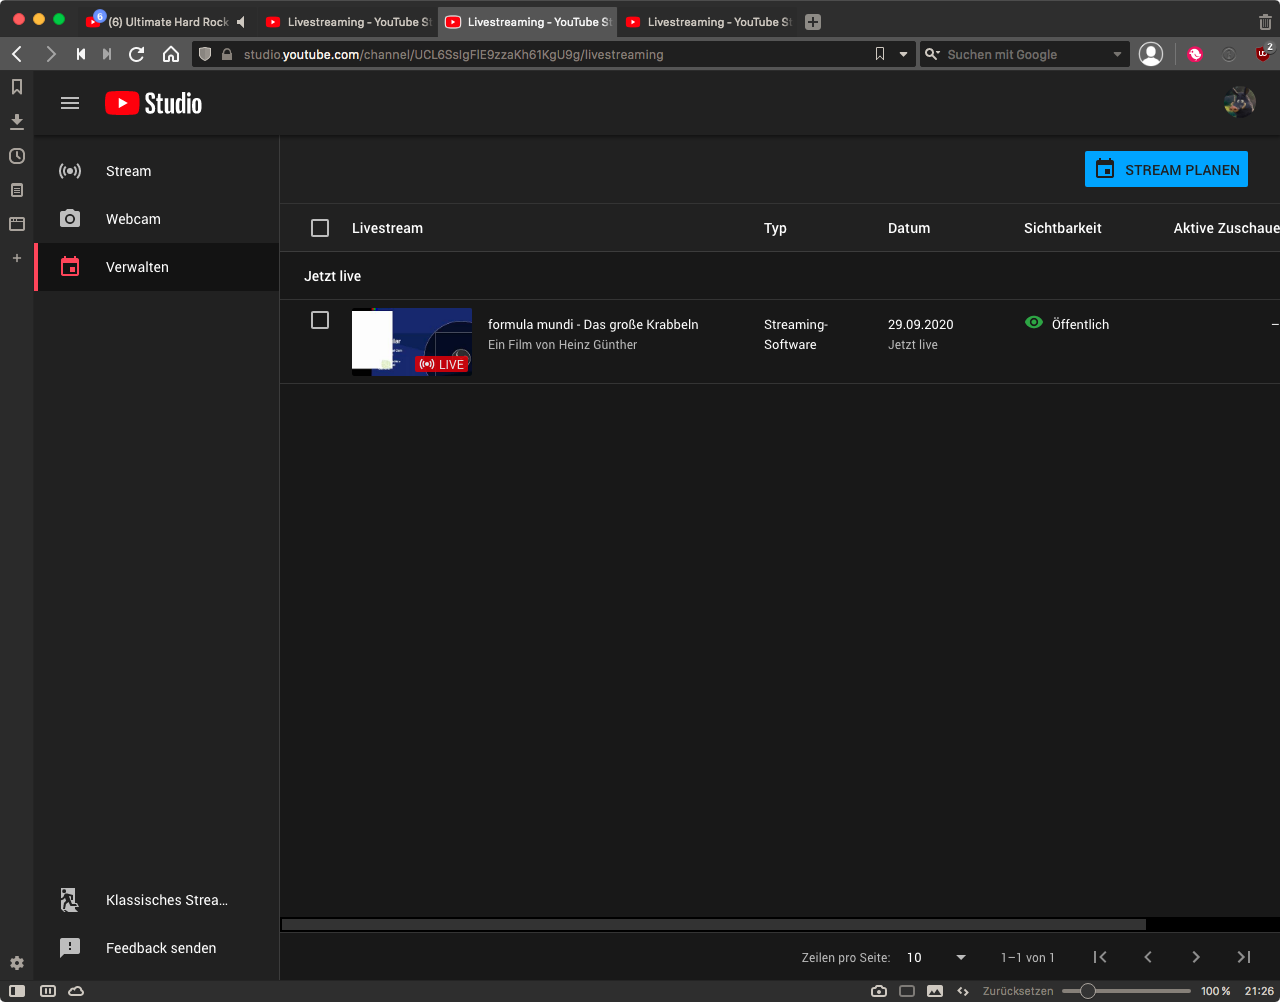 6
(6) Ultimate Hard Rock
Livestreaming - YouTube St
Livestreaming - YouTube St
Livestreaming - YouTube St
studio.youtube.com/channel/UCL6SsIgFlE9zzaKh61KgU9g/livestreaming
Suchen mit Google
2
Studio
Stream
Webcam
Verwalten
STREAM PLANEN
Livestream
Typ
Datum
Sichtbarkeit
Aktive Zuschaue
Jetzt live
LIVE
formula mundi - Das große Krabbeln
Ein Film von Heinz Günther
Streaming-
Software
29.09.2020
Jetzt live
Öffentlich
–
Klassisches Strea…
Feedback senden
Zeilen pro Seite:
10
1–1 von 1
Zurücksetzen
100 %
21:26